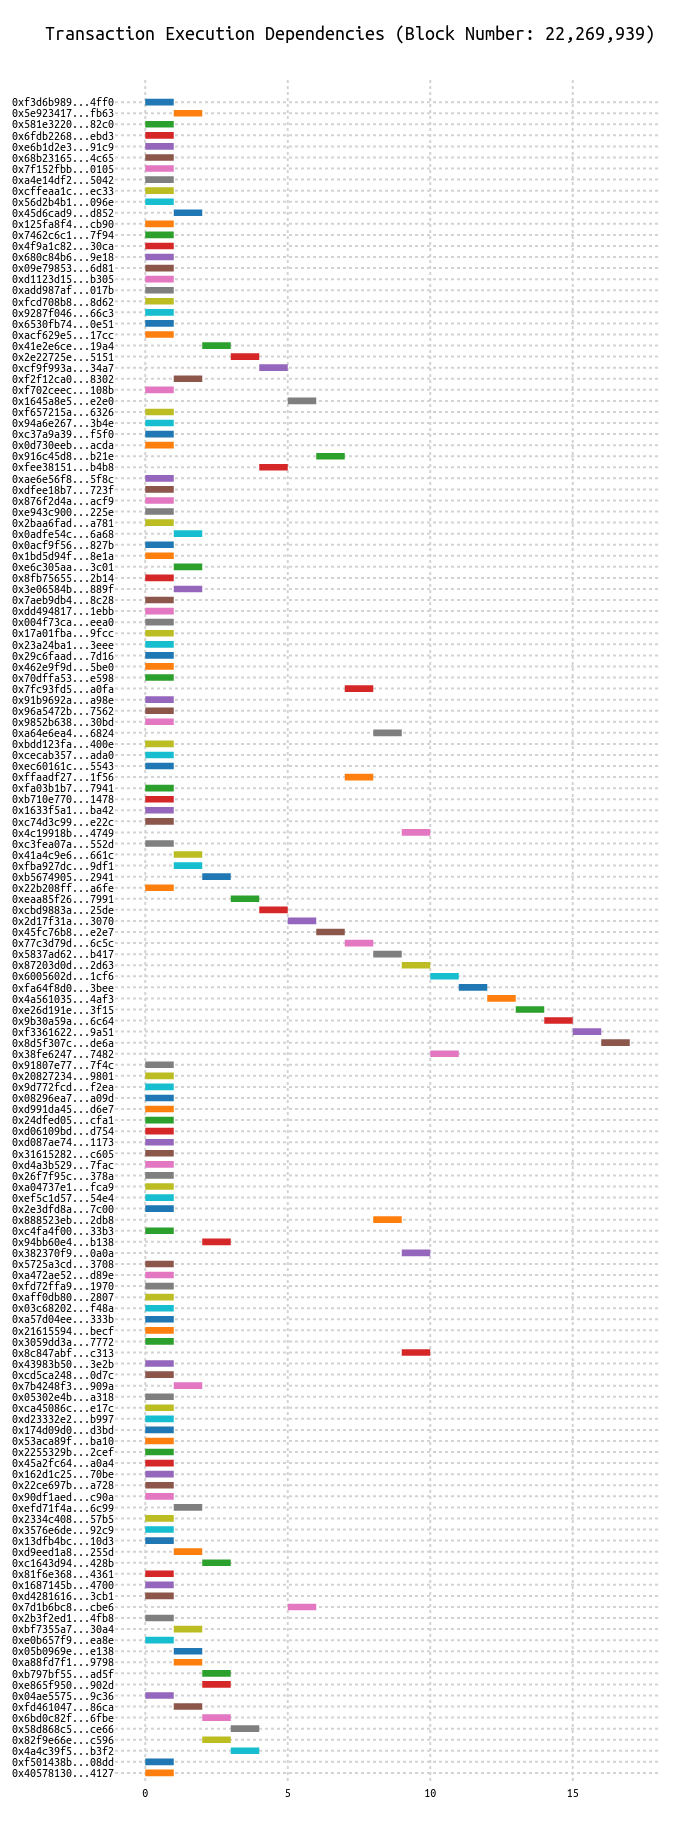 Transaction Execution Dependencies (Block Number: 22,269,939)
0xf3d6b989...4ff0
0x5e923417...fb63
0x581e3220...82c0
0x6fdb2268...ebd3
0xe6b1d2e3...91c9
0x68b23165...4c65
0x7f152fbb...0105
0xa4e14df2...5042
0xcffeaa1c...ec33
0x56d2b4b1...096e
0x45d6cad9...d852
0x125fa8f4...cb90
0x7462c6c1...7f94
0x4f9a1c82...30ca
0x680c84b6...9e18
0x09e79853...6d81
0xd1123d15...b305
0xadd987af...017b
0xfcd708b8...8d62
0x9287f046...66c3
0x6530fb74...0e51
0xacf629e5...17cc
0x41e2e6ce...19a4
0x2e22725e...5151
0xcf9f993a...34a7
0xf2f12ca0...8302
0xf702ceec...108b
0x1645a8e5...e2e0
0xf657215a...6326
0x94a6e267...3b4e
0xc37a9a39...f5f0
0x0d730eeb...acda
0x916c45d8...b21e
0xfee38151...b4b8
0xae6e56f8...5f8c
0xdfee18b7...723f
0x876f2d4a...acf9
0xe943c900...225e
0x2baa6fad...a781
0x0adfe54c...6a68
0x0acf9f56...827b
0x1bd5d94f...8e1a
0xe6c305aa...3c01
0x8fb75655...2b14
0x3e06584b...889f
0x7aeb9db4...8c28
0xdd494817...1ebb
0x004f73ca...eea0
0x17a01fba...9fcc
0x23a24ba1...3eee
0x29c6faad...7d16
0x462e9f9d...5be0
0x70dffa53...e598
0x7fc93fd5...a0fa
0x91b9692a...a98e
0x96a5472b...7562
0x9852b638...30bd
0xa64e6ea4...6824
0xbdd123fa...400e
0xcecab357...ada0
0xec60161c...5543
0xffaadf27...1f56
0xfa03b1b7...7941
0xb710e770...1478
0x1633f5a1...ba42
0xc74d3c99...e22c
0x4c19918b...4749
0xc3fea07a...552d
0x41a4c9e6...661c
0xfba927dc...9df1
0xb5674905...2941
0x22b208ff...a6fe
0xeaa85f26...7991
0xcbd9883a...25de
0x2d17f31a...3070
0x45fc76b8...e2e7
0x77c3d79d...6c5c
0x5837ad62...b417
0x87203d0d...2d63
0x6005602d...1cf6
0xfa64f8d0...3bee
0x4a561035...4af3
0xe26d191e...3f15
0x9b30a59a...6c64
0xf3361622...9a51
0x8d5f307c...de6a
0x38fe6247...7482
0x91807e77...7f4c
0x20827234...9801
0x9d772fcd...f2ea
0x08296ea7...a09d
0xd991da45...d6e7
0x24dfed05...cfa1
0xd06109bd...d754
0xd087ae74...1173
0x31615282...c605
0xd4a3b529...7fac
0x26f7f95c...378a
0xa04737e1...fca9
0xef5c1d57...54e4
0x2e3dfd8a...7c00
0x888523eb...2db8
0xc4fa4f00...33b3
0x94bb60e4...b138
0x382370f9...0a0a
0x5725a3cd...3708
0xa472ae52...d89e
0xfd72ffa9...1970
0xaff0db80...2807
0x03c68202...f48a
0xa57d04ee...333b
0x21615594...becf
0x3059dd3a...7772
0x8c847abf...c313
0x43983b50...3e2b
0xcd5ca248...0d7c
0x7b4248f3...909a
0x05302e4b...a318
0xca45086c...e17c
0xd23332e2...b997
0x174d09d0...d3bd
0x53aca89f...ba10
0x2255329b...2cef
0x45a2fc64...a0a4
0x162d1c25...70be
0x22ce697b...a728
0x90df1aed...c90a
0xefd71f4a...6c99
0x2334c408...57b5
0x3576e6de...92c9
0x13dfb4bc...10d3
0xd9eed1a8...255d
0xc1643d94...428b
0x81f6e368...4361
0x1687145b...4700
0xd4281616...3cb1
0x7d1b6bc8...cbe6
0x2b3f2ed1...4fb8
0xbf7355a7...30a4
0xe0b657f9...ea8e
0x05b0969e...e138
0xa88fd7f1...9798
0xb797bf55...ad5f
0xe865f950...902d
0x04ae5575...9c36
0xfd461047...86ca
0x6bd0c82f...6fbe
0x58d868c5...ce66
0x82f9e66e...c596
0x4a4c39f5...b3f2
0xf501438b...08dd
0x40578130...4127
0 5 10 15